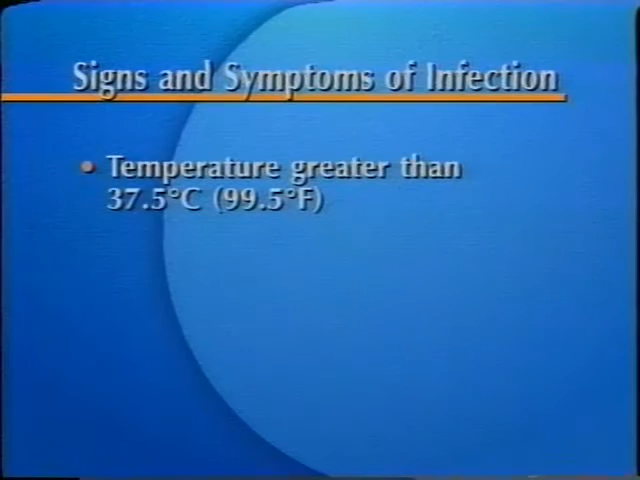 Signs and Symptoms of Infection
• Temperature greater than
37.5°C (99.5°F)